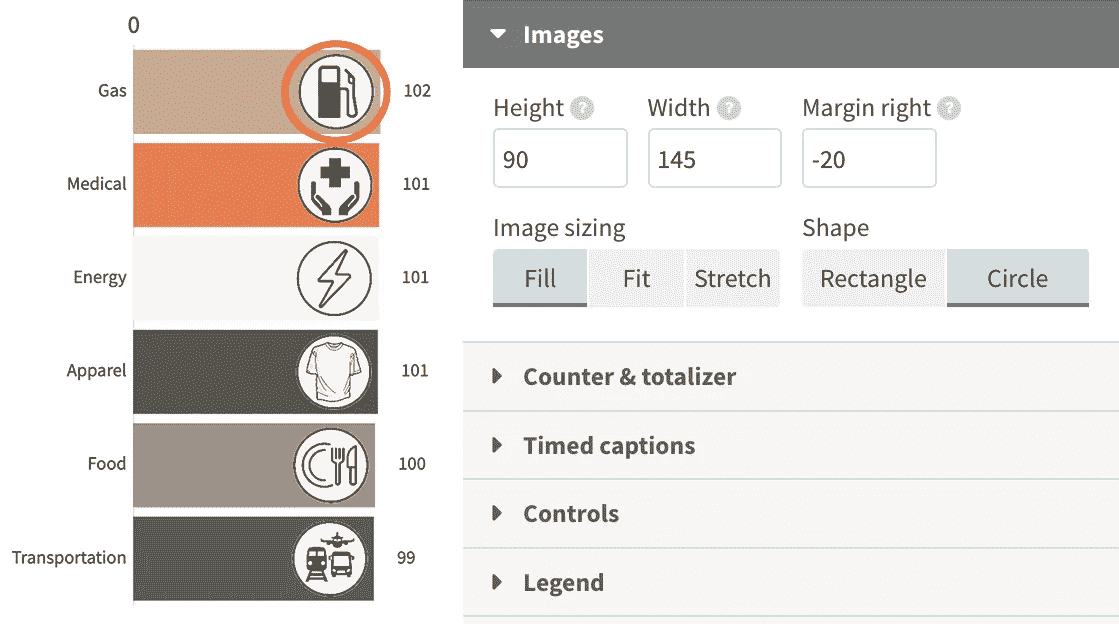 0
Gas 102
Medical 101
Energy 101
Apparel 101
Food 100
Transportation 99
Images
Height ? Width ? Margin right ?
90 145 -20
Image sizing Shape
Fill Fit Stretch Rectangle Circle
Counter & totalizer
Timed captions
Controls
Legend